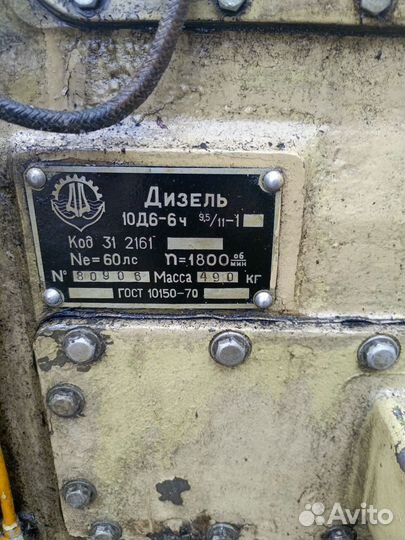 ДИЗЕЛЬ
10Д6-6ч 9,5/11-1
Код 31 2161
Ne=60лс n=1800 об/мин
№ 80906 Масса 490 кг
ГОСТ 10150-70
Avito